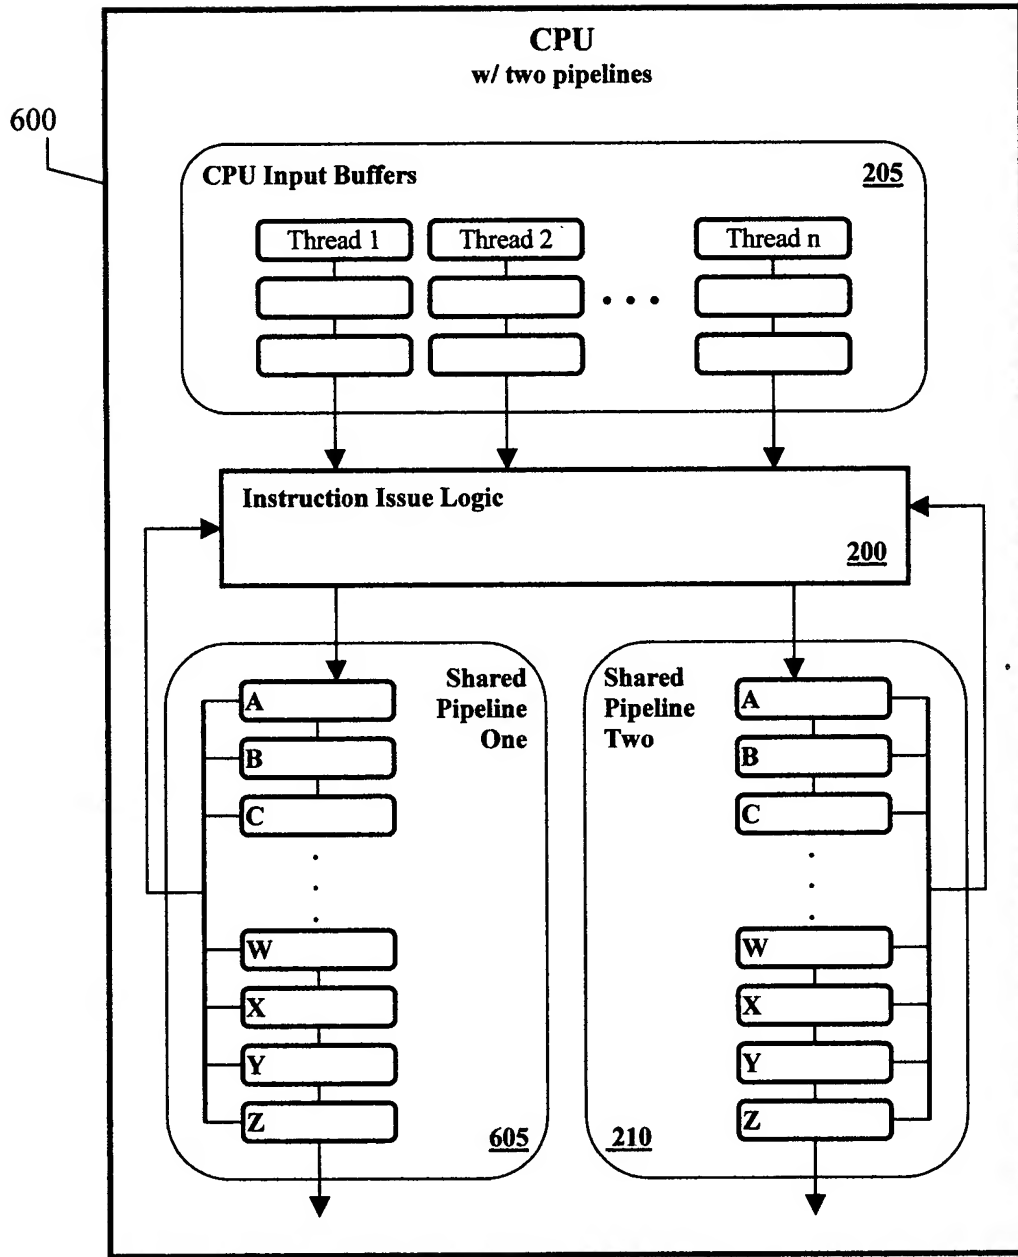 CPU
w/ two pipelines
600
CPU Input Buffers
205
Thread 1
Thread 2
. . .
Thread n
Instruction Issue Logic
200
Shared
Pipeline
One
A
B
C
.
.
.
W
X
Y
Z
605
Shared
Pipeline
Two
A
B
C
.
.
.
W
X
Y
Z
210